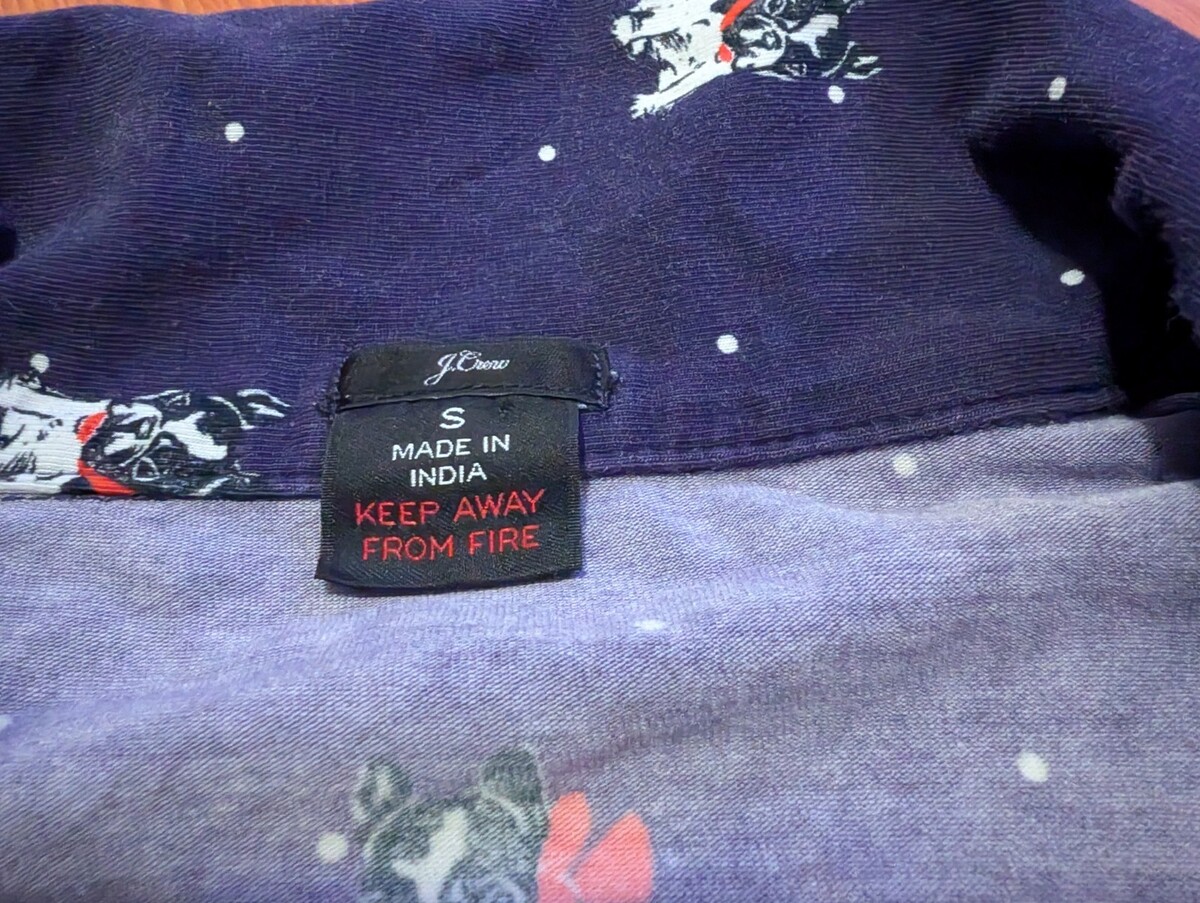 J.Crew
S
MADE IN
INDIA
KEEP AWAY
FROM FIRE